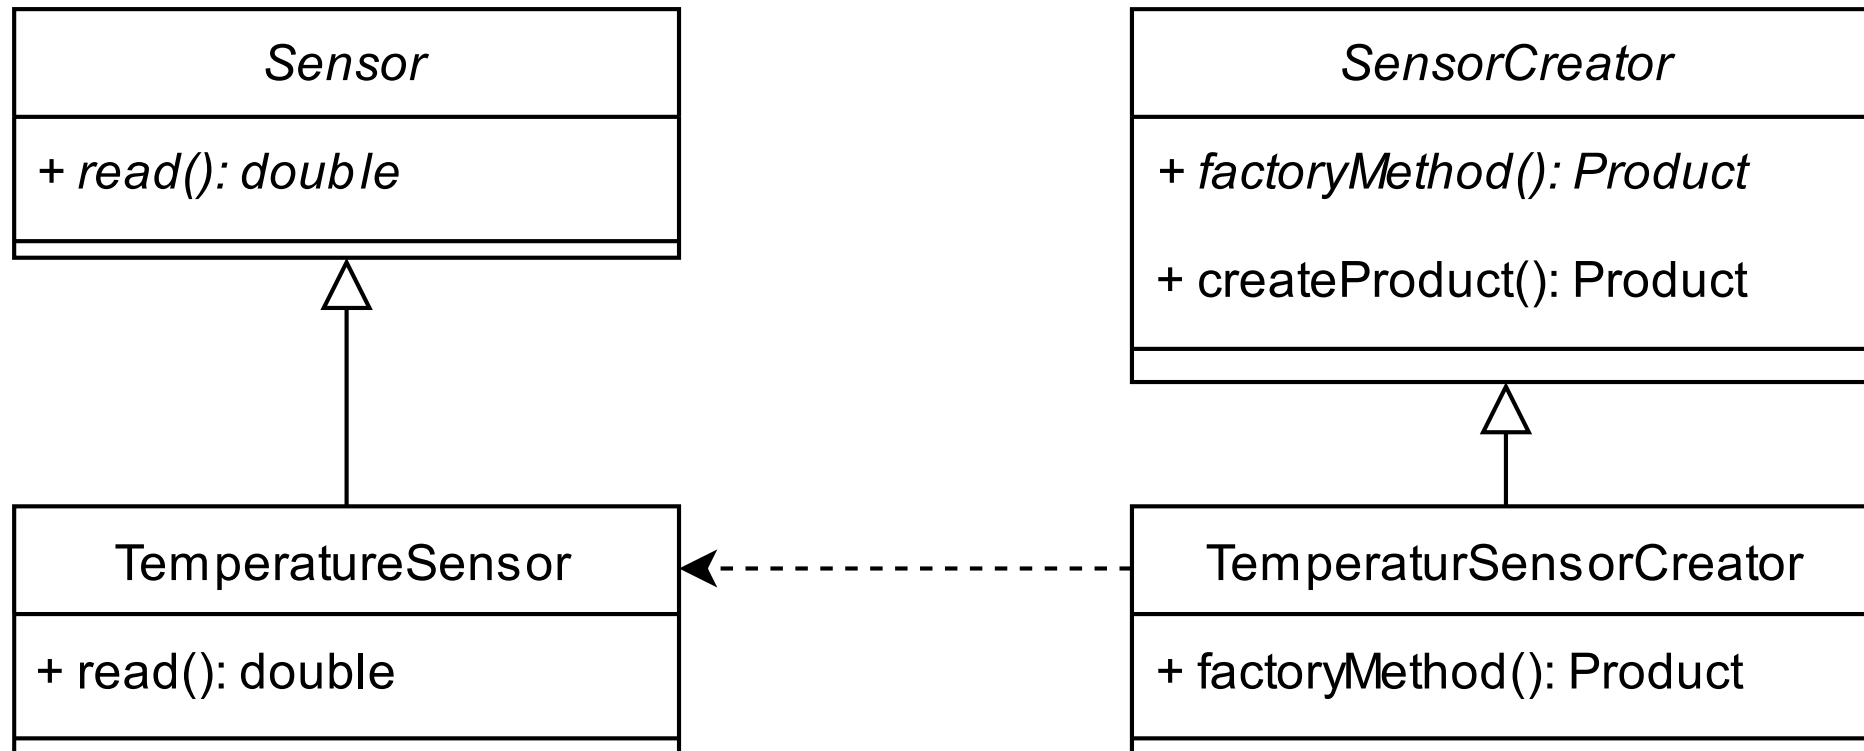 Sensor
+ read(): double
SensorCreator
+ factoryMethod(): Product
+ createProduct(): Product
TemperatureSensor
+ read(): double
TemperaturSensorCreator
+ factoryMethod(): Product